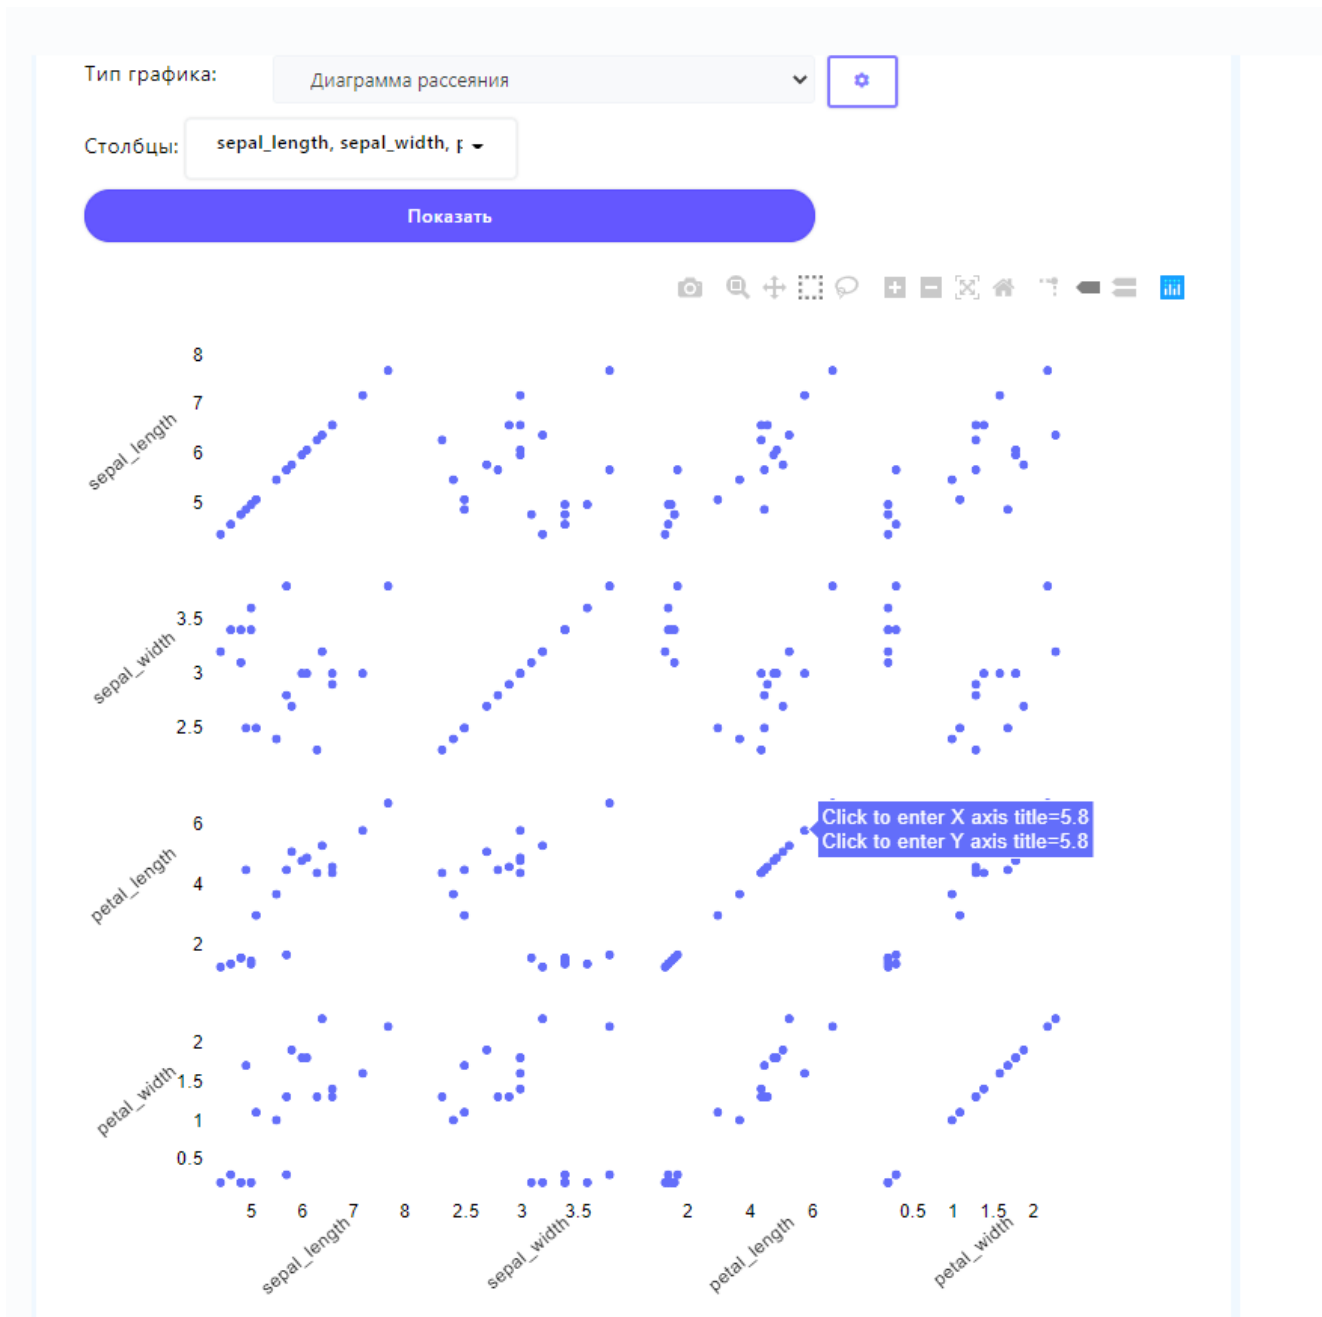 Тип графика:
Диаграмма рассеяния
Столбцы:
sepal_length, sepal_width, p
Показать
8
7
6
5
sepal_length
3.5
3
2.5
sepal_width
6
4
2
petal_length
Click to enter X axis title=5.8
Click to enter Y axis title=5.8
2
1.5
1
0.5
petal_width
5 6 7 8
2.5 3 3.5
2 4 6
0.5 1 1.5 2
sepal_length
sepal_width
petal_length
petal_width